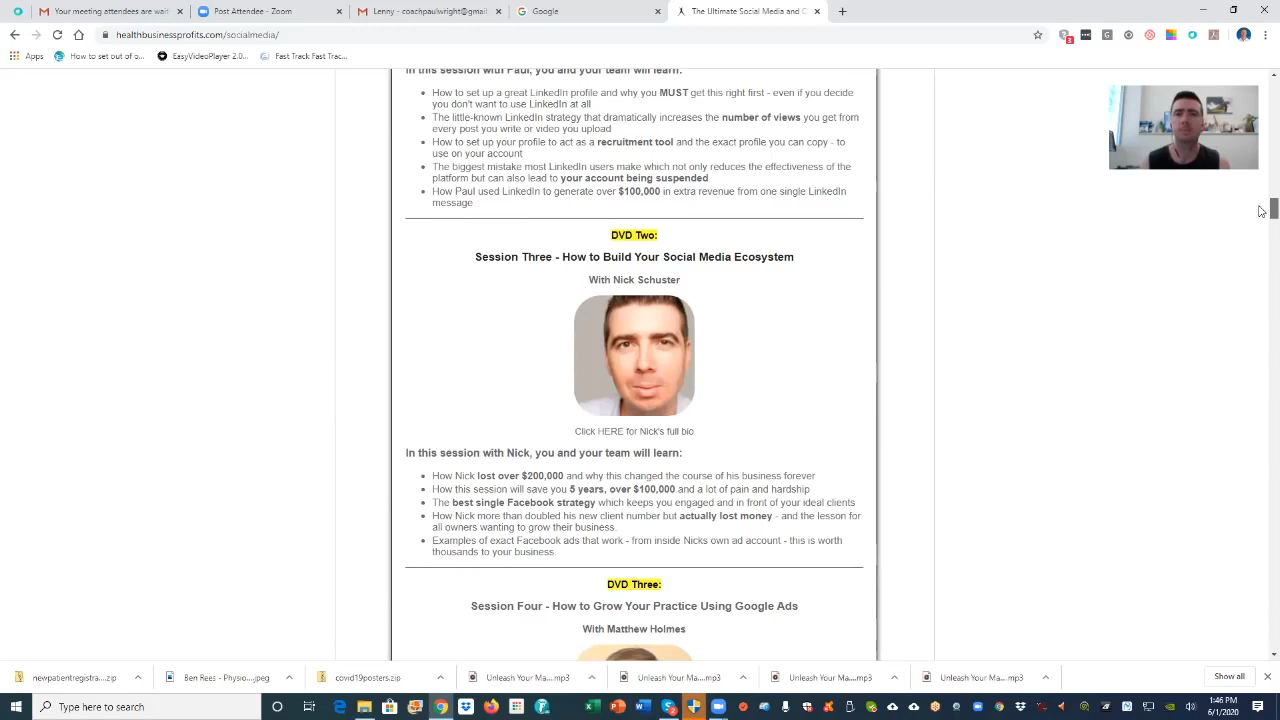 Your meeting attendees are wait
Post Attendee - Zoom
Lenny - coachpaulwright@gmail
Google
The Ultimate Social Media and O
healthbusinessprofits.com/socialmedia/
3
Apps
How to set out of o...
EasyVideoPlayer 2.0...
Fast Track Fast Trac...
In this session with Paul, you and your team will learn:
How to set up a great LinkedIn profile and why you MUST get this right first - even if you decide
you don't want to use LinkedIn at all
The little-known LinkedIn strategy that dramatically increases the number of views you get from
every post you write or video you upload
How to set up your profile to act as a recruitment tool and the exact profile you can copy - to
use on your account
The biggest mistake most LinkedIn users make which not only reduces the effectiveness of the
platform but can also lead to your account being suspended
How Paul used LinkedIn to generate over $100,000 in extra revenue from one single LinkedIn
message
DVD Two:
Session Three - How to Build Your Social Media Ecosystem
With Nick Schuster
Click HERE for Nick's full bio
In this session with Nick, you and your team will learn:
How Nick lost over $200,000 and why this changed the course of his business forever
How this session will save you 5 years, over $100,000 and a lot of pain and hardship
The best single Facebook strategy which keeps you engaged and in front of your ideal clients
How Nick more than doubled his new client number but actually lost money - and the lesson for
all owners wanting to grow their business.
Examples of exact Facebook ads that work - from inside Nicks own ad account - this is worth
thousands to your business.
DVD Three:
Session Four - How to Grow Your Practice Using Google Ads
With Matthew Holmes
newpatientregistra....zip
Ben Rees - Physio....jpeg
covid19posters.zip
Unleash Your Ma....mp3
Unleash Your Ma....mp3
Unleash Your Ma....mp3
Unleash Your Ma....mp3
Show all
Type here to search
1:46 PM
6/1/2020